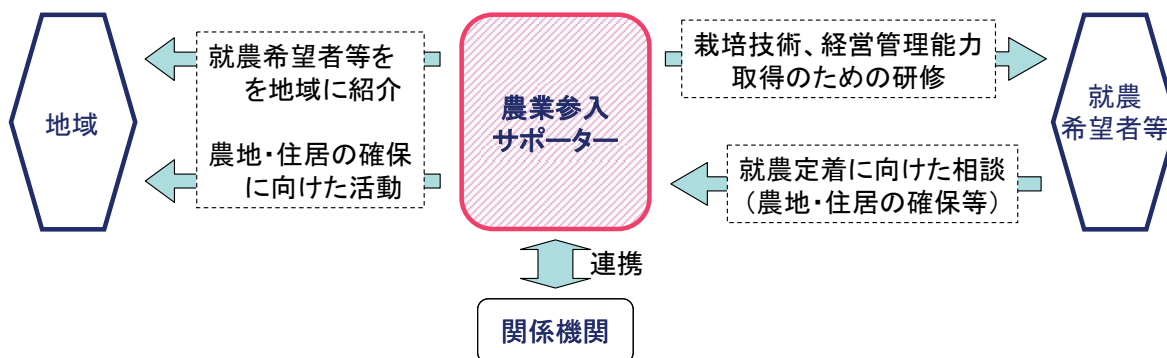 地域
就農希望者等を
を地域に紹介
農地・住居の確保
に向けた活動
農業参入
サポーター
栽培技術、経営管理能力
取得のための研修
就農定着に向けた相談
（農地・住居の確保等）
就農
希望者等
連携
関係機関